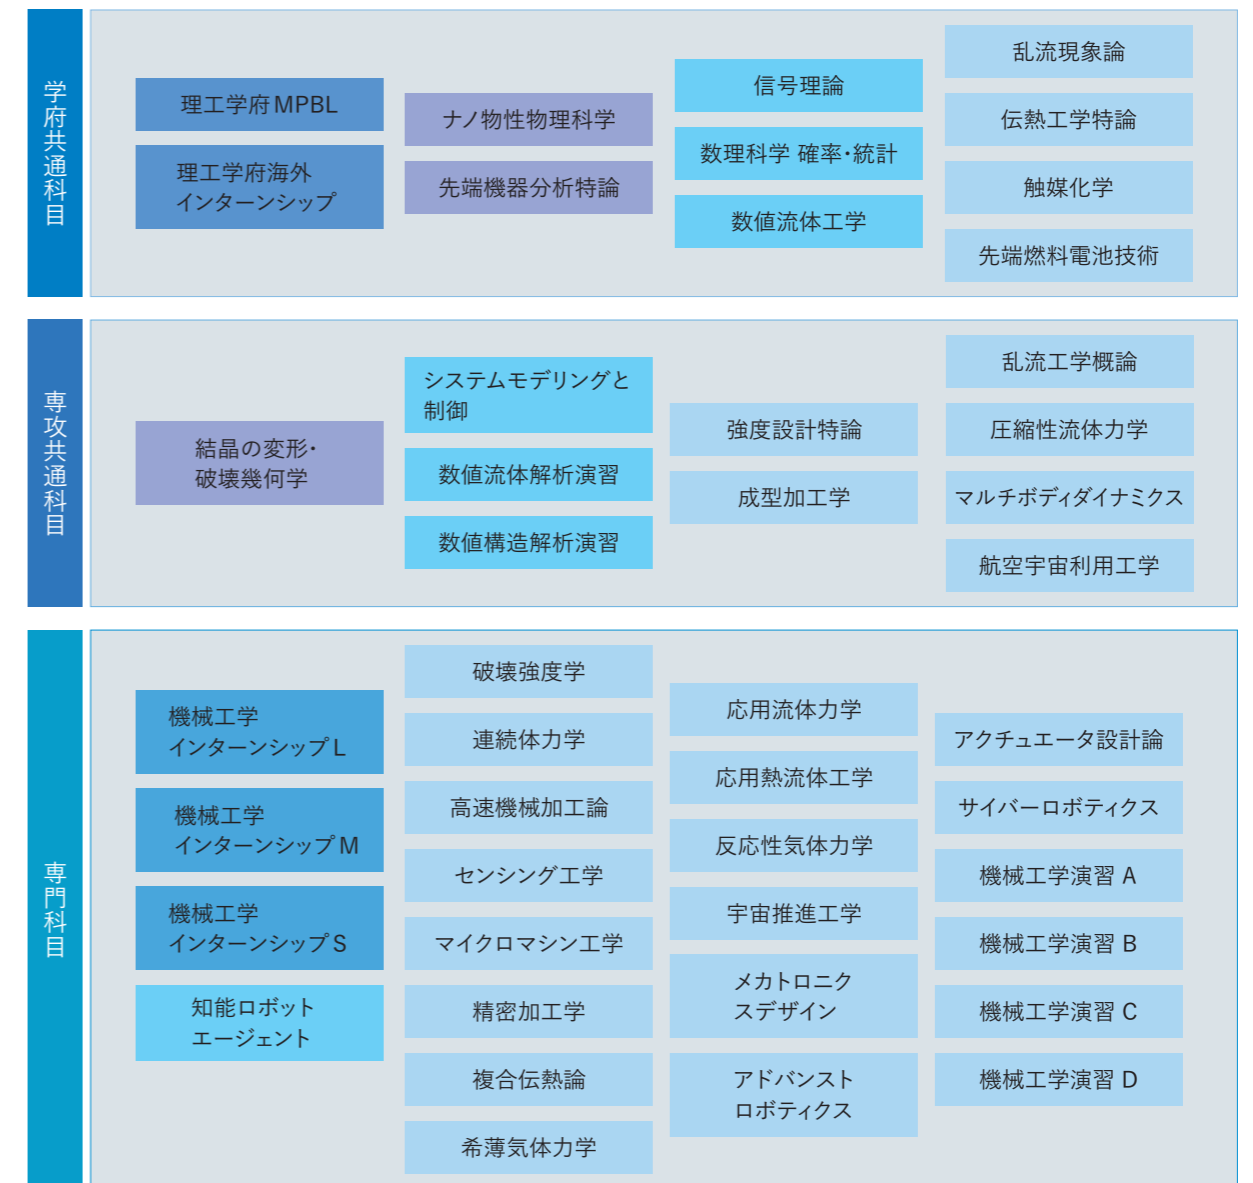 学府共通科目
理工学府MPBL
理工学府海外
インターンシップ
ナノ物性物理科学
先端機器分析特論
信号理論
数理科学 確率・統計
数値流体工学
乱流現象論
伝熱工学特論
触媒化学
先端燃料電池技術
専攻共通科目
結晶の変形・
破壊幾何学
システムモデリングと
制御
数値流体解析演習
数値構造解析演習
強度設計特論
成型加工学
乱流工学概論
圧縮性流体力学
マルチボディダイナミクス
航空宇宙利用工学
専門科目
機械工学
インターンシップL
機械工学
インターンシップM
機械工学
インターンシップS
知能ロボット
エージェント
破壊強度学
連続体力学
高速機械加工論
センシング工学
マイクロマシン工学
精密加工学
複合伝熱論
希薄気体力学
応用流体力学
応用熱流体工学
反応性気体力学
宇宙推進工学
メカトロニク
スデザイン
アドバンスト
ロボティクス
アクチュエータ設計論
サイバーロボティクス
機械工学演習 A
機械工学演習 B
機械工学演習 C
機械工学演習 D